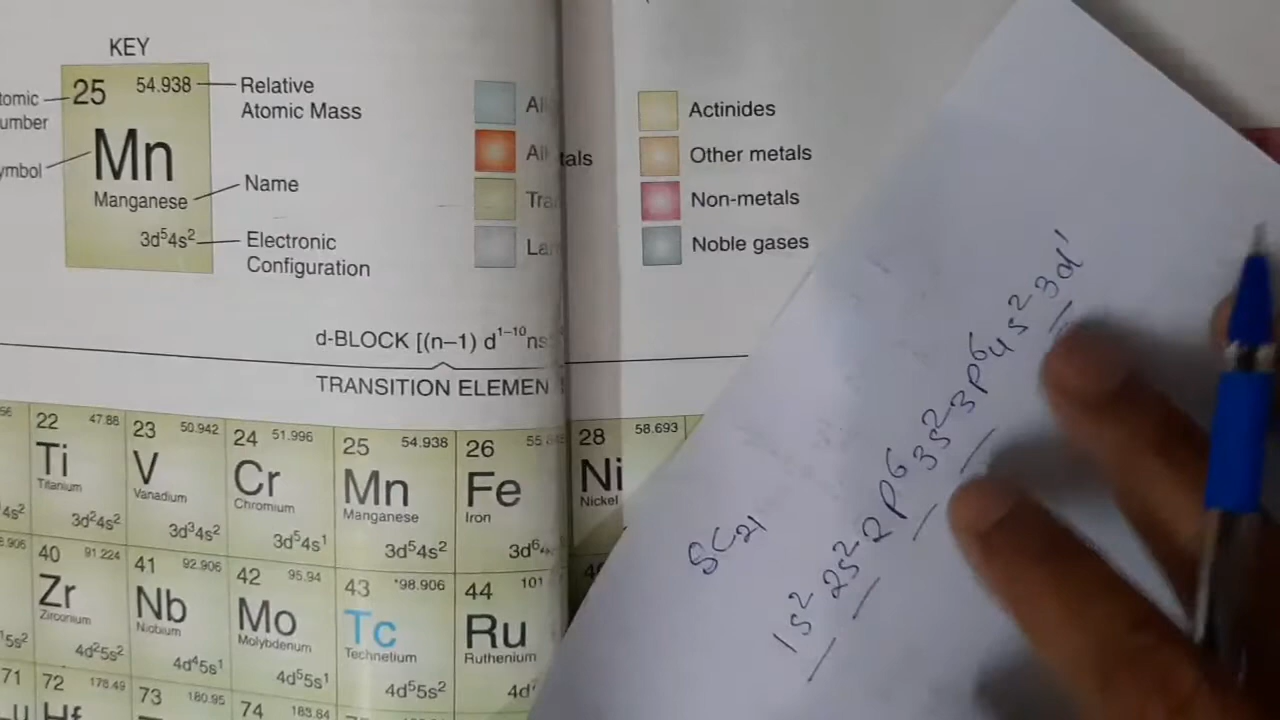 KEY
25 54.938 Relative Atomic Mass
Mn
Manganese Name
3d⁵4s² Electronic Configuration
Actinides
Other metals
Non-metals
Noble gases
d-BLOCK [(n–1) d¹⁻¹⁰ns
TRANSITION ELEMEN
22 47.88
Ti
Titanium
3d²4s²
23 50.942
V
Vanadium
3d³4s²
24 51.996
Cr
Chromium
3d⁵4s¹
25 54.938
Mn
Manganese
3d⁵4s²
26
Fe
Iron
3d⁶
28 58.693
Ni
Nickel
40 91.224
Zr
Zirconium
4d²5s²
41 92.906
Nb
Niobium
4d⁴5s¹
42 95.94
Mo
Molybdenum
4d⁵5s¹
43 *98.906
Tc
Technetium
4d⁵5s²
44 101
Ru
Ruthenium
71
72 178.49
Hf
73 180.95
74 183.84
Sc₂₁
1s² 2s² 2p⁶ 3s² 3p⁶ 4s² 3d¹